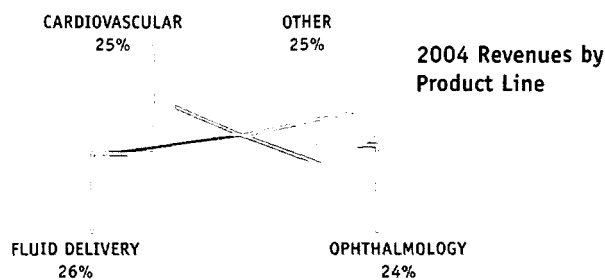 CARDIOVASCULAR
25%
OTHER
25%
2004 Revenues by
Product Line
FLUID DELIVERY
26%
OPHTHALMOLOGY
24%